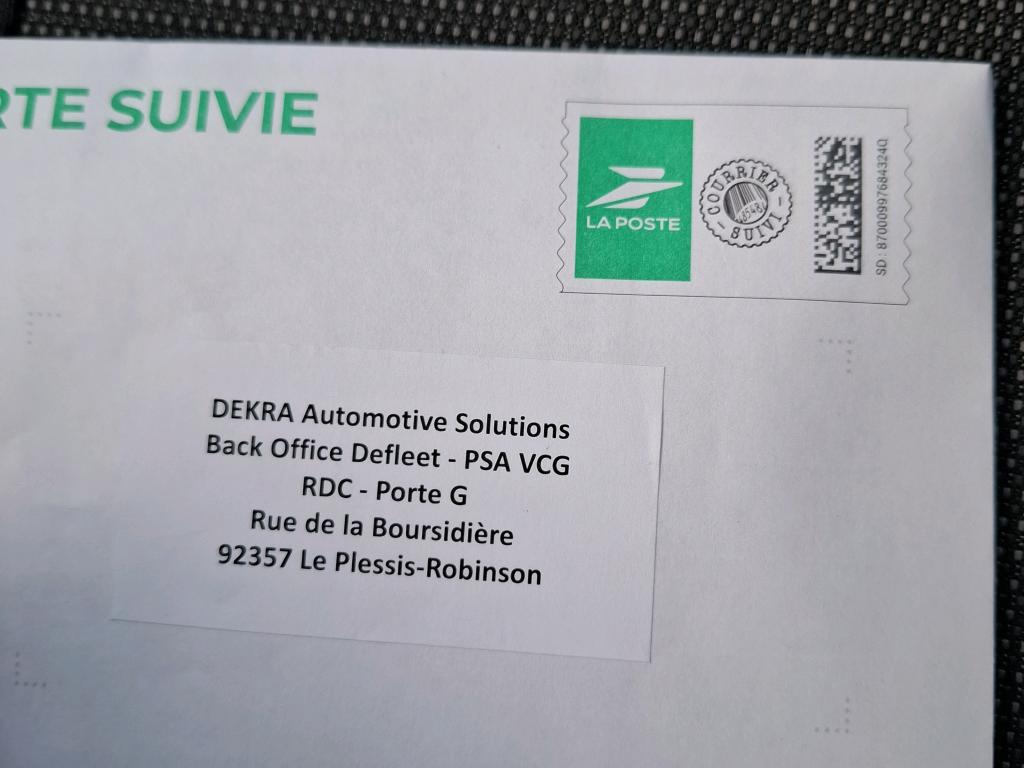 RTE SUIVIE
LA POSTE
COURRIER
SUIVI
SD : 87000997684324Q
DEKRA Automotive Solutions
Back Office Defleet - PSA VCG
RDC - Porte G
Rue de la Boursidière
92357 Le Plessis-Robinson